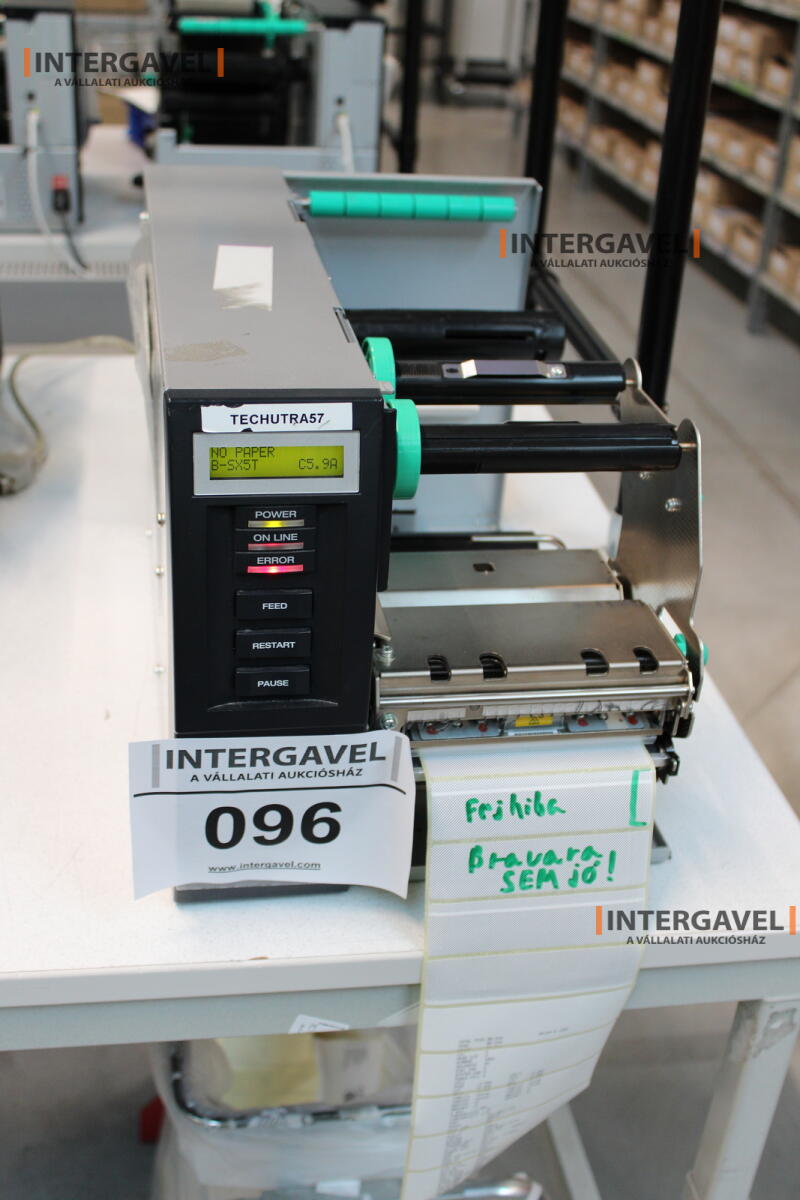 INTERGAVEL
A VÁLLALATI AUKCIÓSHÁZ
INTERGAVEL
A VÁLLALATI AUKCIÓSHÁZ
TECHUTRA57
NO PAPER
B-SX5T C5.9A
POWER
ON LINE
ERROR
FEED
RESTART
PAUSE
INTERGAVEL
A VÁLLALATI AUKCIÓSHÁZ
096
www.intergavel.com
Fejhiba
Bravara
SEM jó!
INTERGAVEL
A VÁLLALATI AUKCIÓSHÁZ